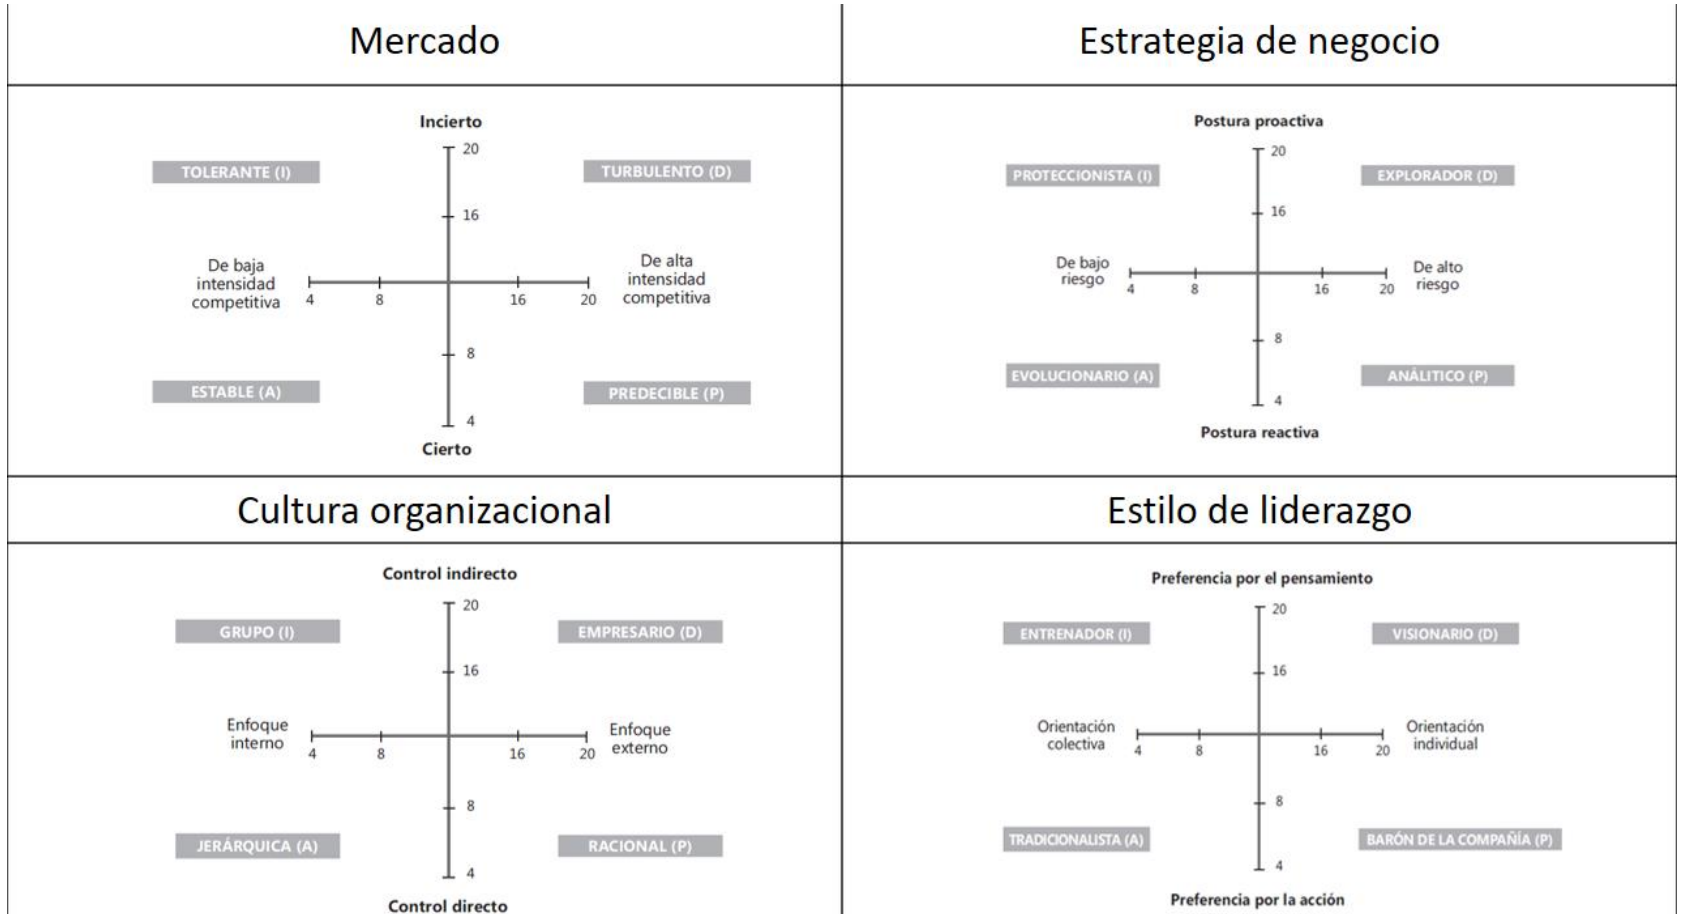 Mercado
Estrategia de negocio
Incierto
20
TOLERANTE (I)
TURBULENTO (D)
16
De baja
intensidad
competitiva
4
8
16
20
De alta
intensidad
competitiva
8
ESTABLE (A)
PREDECIBLE (P)
4
Cierto
Postura proactiva
20
PROTECCIONISTA (I)
EXPLORADOR (D)
16
De bajo
riesgo
4
8
16
20
De alto
riesgo
8
EVOLUCIONARIO (A)
ANÁLITICO (P)
4
Postura reactiva
Cultura organizacional
Estilo de liderazgo
Control indirecto
20
GRUPO (I)
EMPRESARIO (D)
16
Enfoque
interno
4
8
16
20
Enfoque
externo
8
JERÁRQUICA (A)
RACIONAL (P)
4
Control directo
Preferencia por el pensamiento
20
ENTRENADOR (I)
VISIONARIO (D)
16
Orientación
colectiva
4
8
16
20
Orientación
individual
8
TRADICIONALISTA (A)
BARÓN DE LA COMPAÑÍA (P)
4
Preferencia por la acción